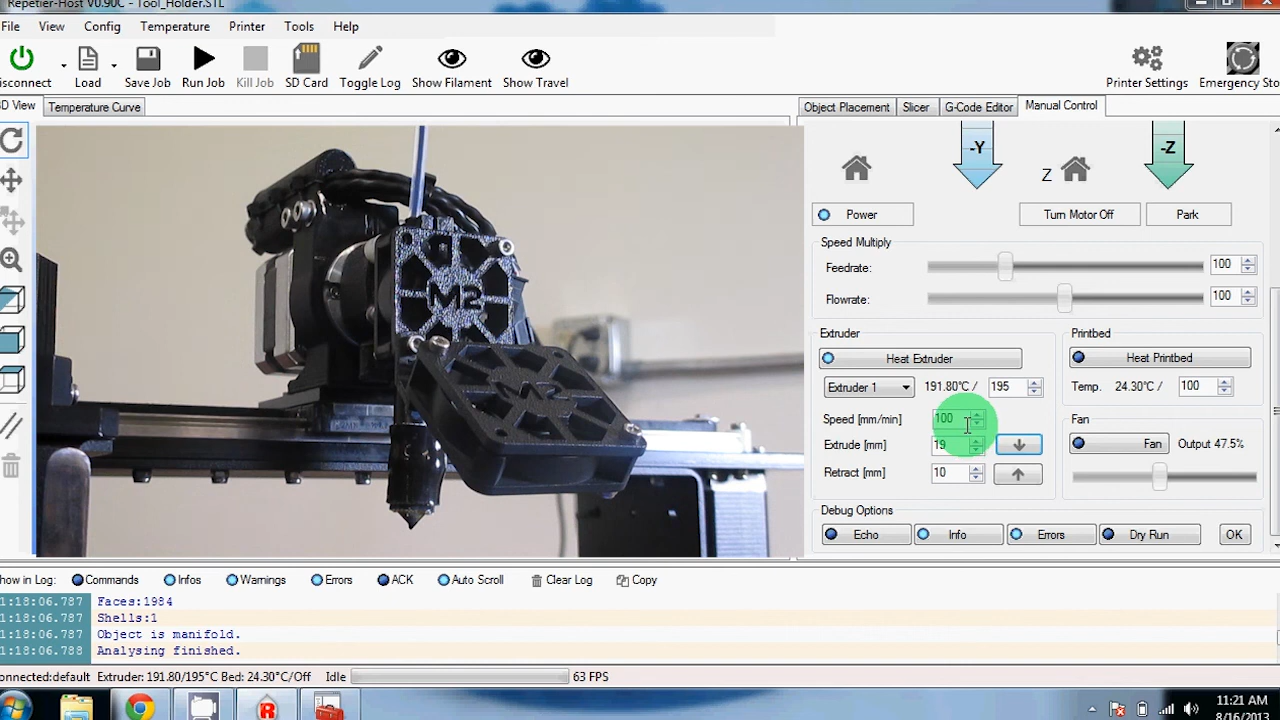 Repetier-Host V0.90C - Tool_Holder.STL
File View Config Temperature Printer Tools Help
isconnect Load Save Job Run Job Kill Job SD Card Toggle Log Show Filament Show Travel Printer Settings Emergency Sto
3D View Temperature Curve Object Placement Slicer G-Code Editor Manual Control
-Y Z -Z
Power Turn Motor Off Park
Speed Multiply
Feedrate: 100
Flowrate: 100
Extruder Printbed
Heat Extruder Heat Printbed
Extruder 1 191.80°C / 195 Temp. 24.30°C / 100
Speed [mm/min] 100 Fan
Extrude [mm] 19 Fan Output 47.5%
Retract [mm] 10
Debug Options
Echo Info Errors Dry Run OK
M2
how in Log: Commands Infos Warnings Errors ACK Auto Scroll Clear Log Copy
1:18:06.787 Faces:1984
1:18:06.787 Shells:1
1:18:06.787 Object is manifold.
1:18:06.788 Analysing finished.
onnected:default Extruder: 191.80/195°C Bed: 24.30°C/Off Idle 63 FPS
11:21 AM
8/16/2013